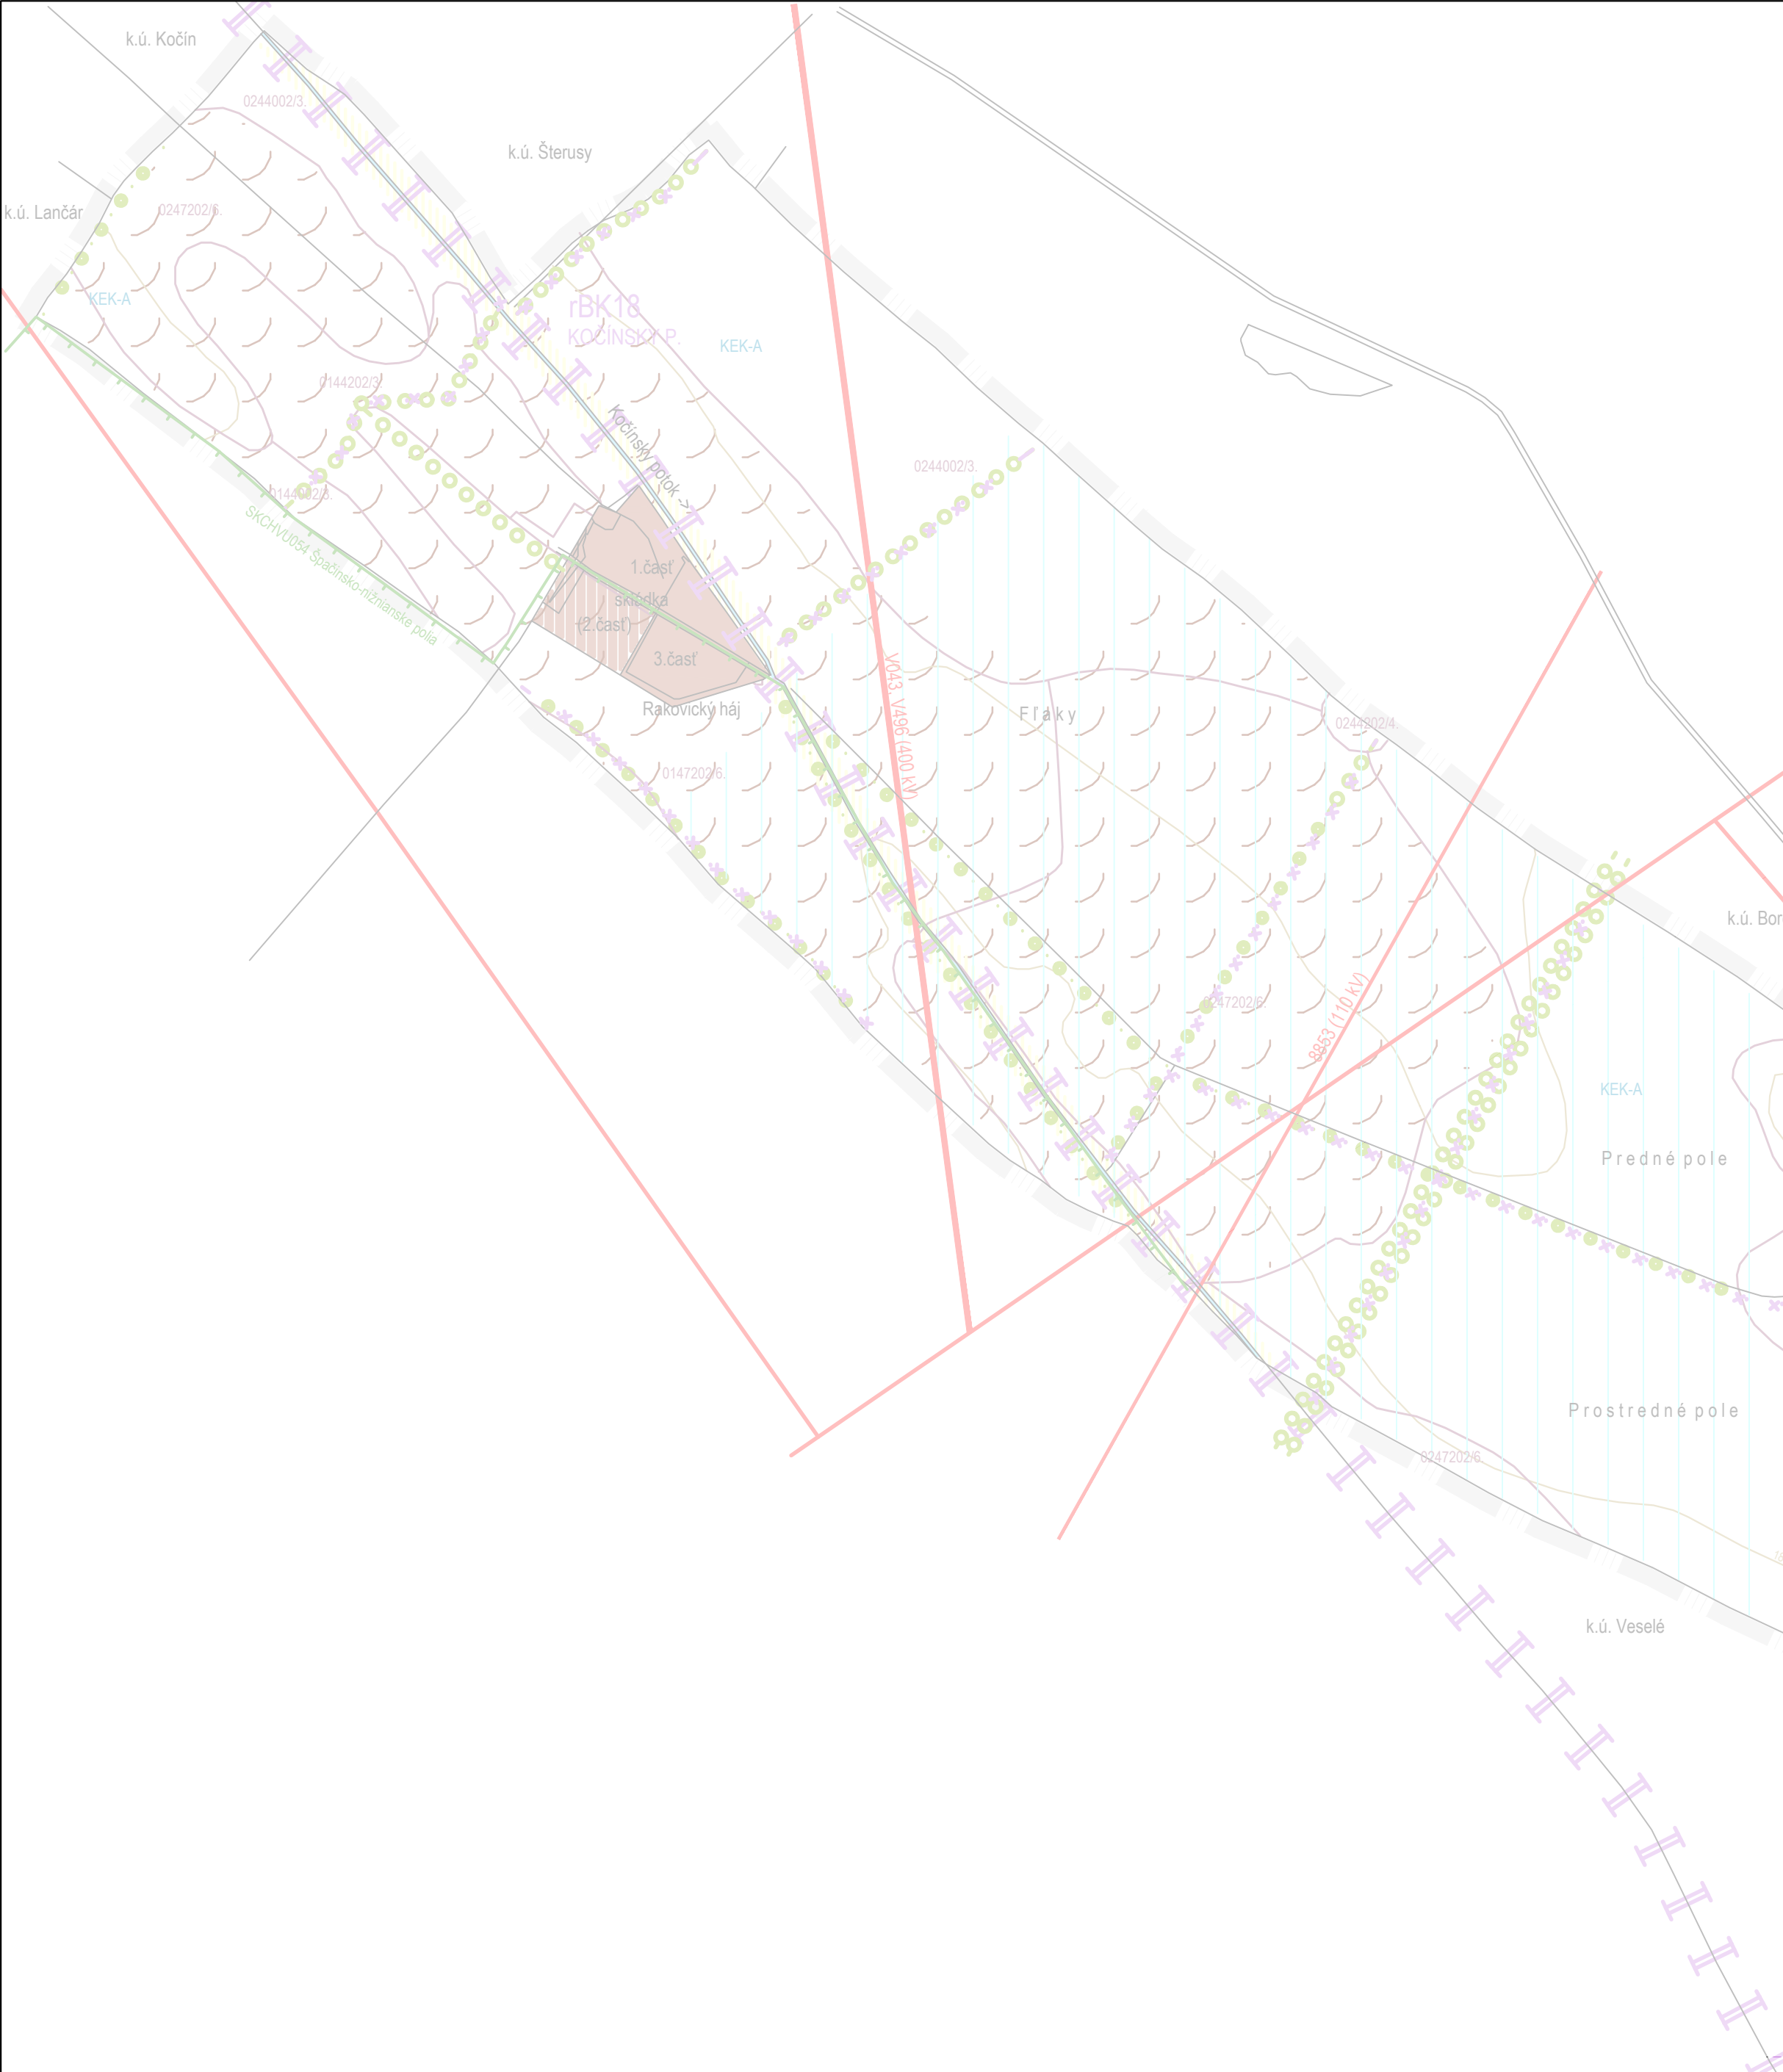 k.ú. Kočín
0244002/3.
k.ú. Šterusy
k.ú. Lančár
0247202/6.
KEK-A
rBK18
KOČÍNSKY P.
KEK-A
0144202/3.
Kočínsky potok ->
0244002/3.
0144002/3.
SKCHVU054 Špačinsko-nižnianske polia
1.časť
skládka
(2.časť)
3.časť
Rakovický háj
V043, V496 (400 kV)
Fľaky
0244202/4.
0147202/6.
k.ú. Bor
0247202/6.
8853 (110 kV)
KEK-A
Predné pole
Prostredné pole
0247202/6
k.ú. Veselé